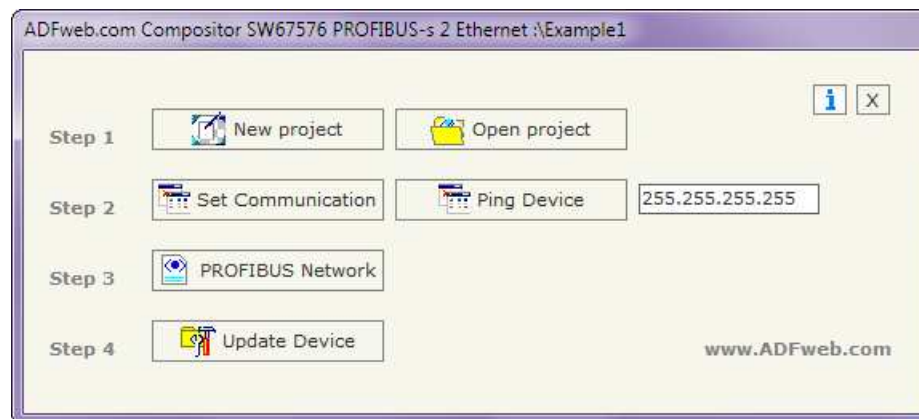 ADFweb.com Compositor SW67576 PROFIBUS-s 2 Ethernet :\Example1
i X
Step 1 New project Open project
Step 2 Set Communication Ping Device 255.255.255.255
Step 3 PROFIBUS Network
Step 4 Update Device
www.ADFweb.com